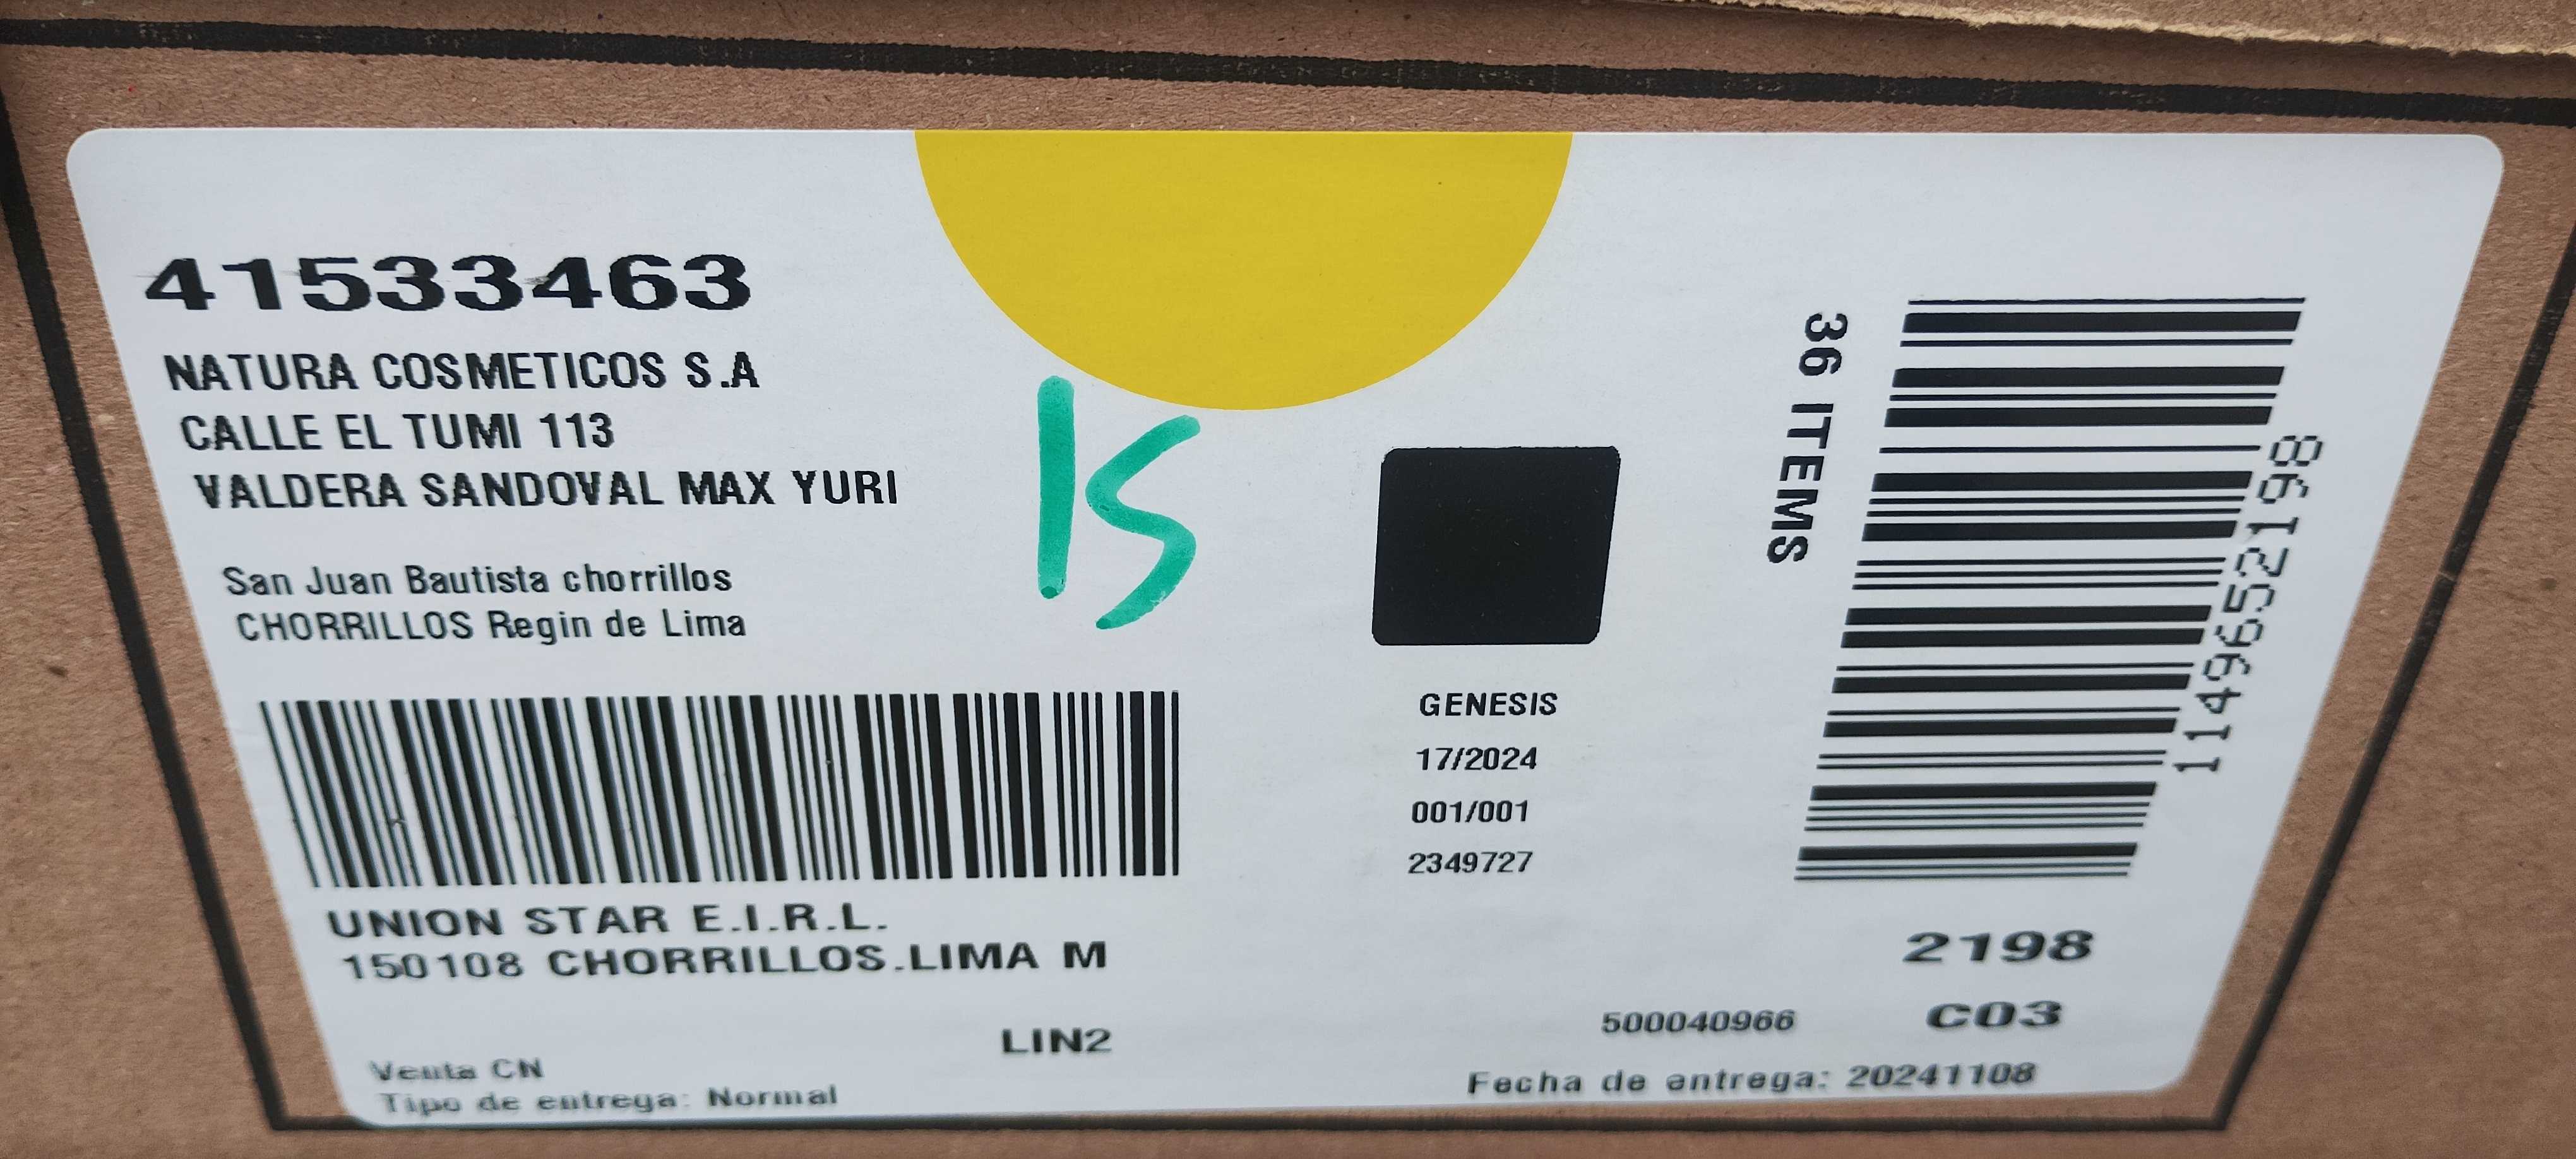 41533463
NATURA COSMETICOS S.A
CALLE EL TUMI 113
VALDERA SANDOVAL MAX YURI
San Juan Bautista chorrillos
CHORRILLOS Regin de Lima
15
UNION STAR E.I.R.L.
150108 CHORRILLOS.LIMA M
LIN2
Venta CN
Tipo de entrega: Normal
GENESIS
17/2024
001/001
2349727
36 ITEMS
1149652198
2198
500040966 C03
Fecha de entrega: 20241108